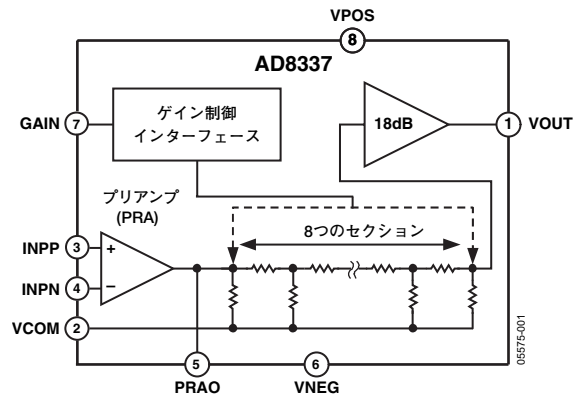 VPOS
8
AD8337
ゲイン制御
インターフェース
18dB
GAIN 7
1 VOUT
プリアンプ
(PRA)
8つのセクション
INPP 3
+
INPN 4
−
VCOM 2
5
6
PRAO
VNEG
05575-001